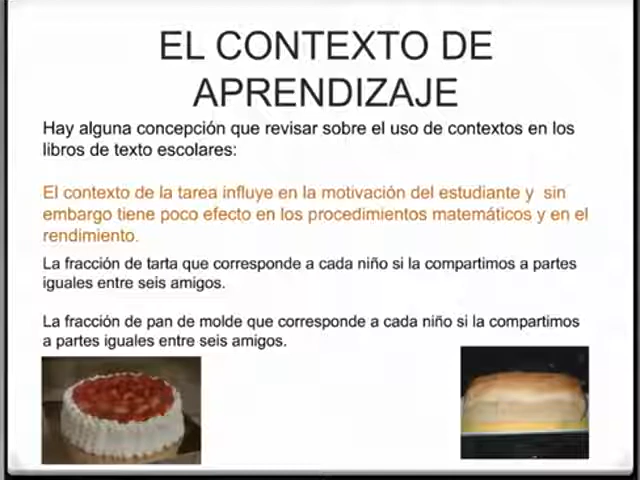 EL CONTEXTO DE
APRENDIZAJE
Hay alguna concepción que revisar sobre el uso de contextos en los
libros de texto escolares:
El contexto de la tarea influye en la motivación del estudiante y sin
embargo tiene poco efecto en los procedimientos matemáticos y en el
rendimiento.
La fracción de tarta que corresponde a cada niño si la compartimos a partes
iguales entre seis amigos.
La fracción de pan de molde que corresponde a cada niño si la compartimos
a partes iguales entre seis amigos.